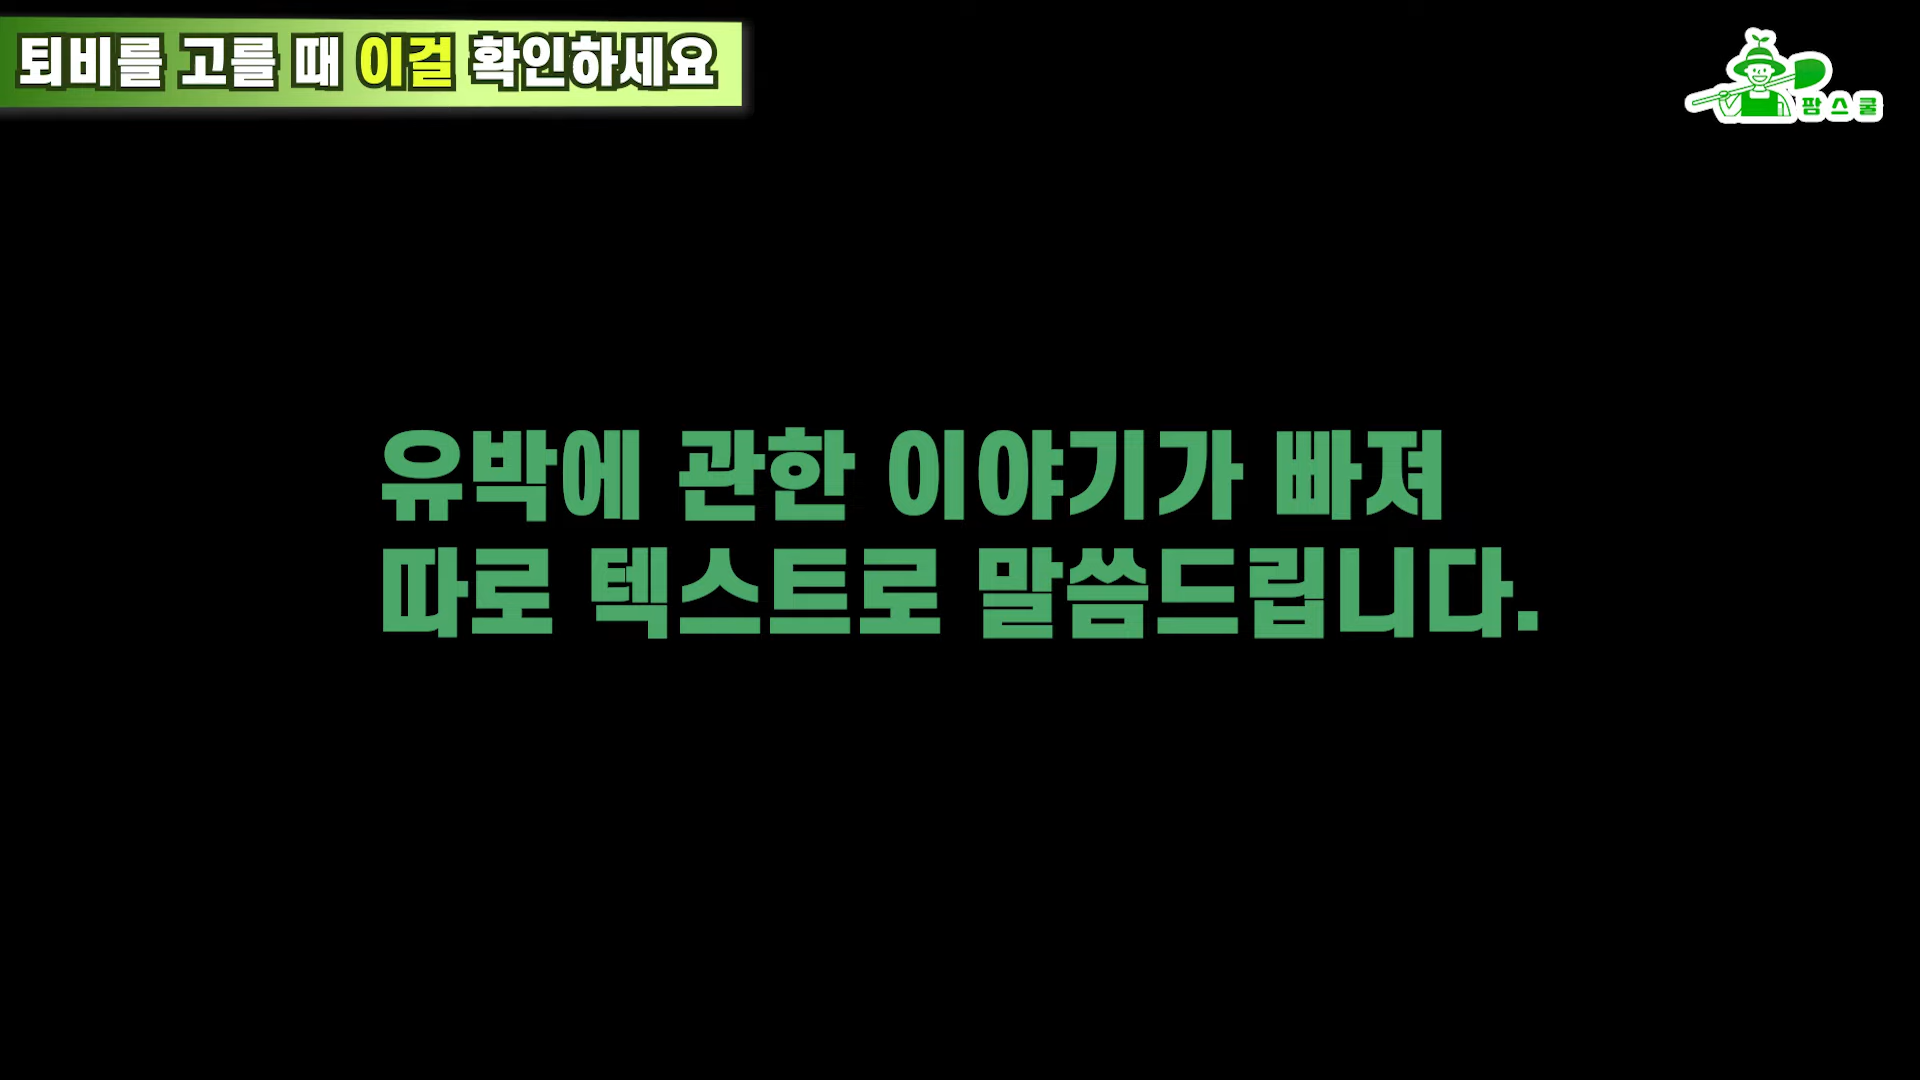 퇴비를 고를 때 이걸 확인하세요
팜스쿨
유박에 관한 이야기가 빠져
따로 텍스트로 말씀드립니다.